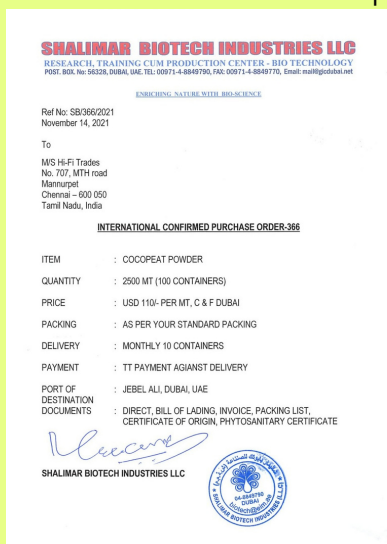 SHALIMAR BIOTECH INDUSTRIES LLC
RESEARCH, TRAINING CUM PRODUCTION CENTER - BIO TECHNOLOGY
POST. BOX. No: 56328, DUBAI, UAE. TEL: 00971-4-8849790, FAX: 00971-4-8849770, Email: mail@gicdubai.net
ENRICHING NATURE WITH BIO-SCIENCE
Ref No: SB/366/2021
November 14, 2021
To
M/S Hi-Fi Trades
No. 707, MTH road
Mannurpet
Chennai – 600 050
Tamil Nadu, India
INTERNATIONAL CONFIRMED PURCHASE ORDER-366
ITEM : COCOPEAT POWDER
QUANTITY : 2500 MT (100 CONTAINERS)
PRICE : USD 110/- PER MT, C & F DUBAI
PACKING : AS PER YOUR STANDARD PACKING
DELIVERY : MONTHLY 10 CONTAINERS
PAYMENT : TT PAYMENT AGIANST DELIVERY
PORT OF : JEBEL ALI, DUBAI, UAE
DESTINATION
DOCUMENTS : DIRECT, BILL OF LADING, INVOICE, PACKING LIST,
CERTIFICATE OF ORIGIN, PHYTOSANITARY CERTIFICATE
SHALIMAR BIOTECH INDUSTRIES LLC
04-8849790
DUBAI
SHALIMAR BIOTECH INDUSTRIES (L.L.C)